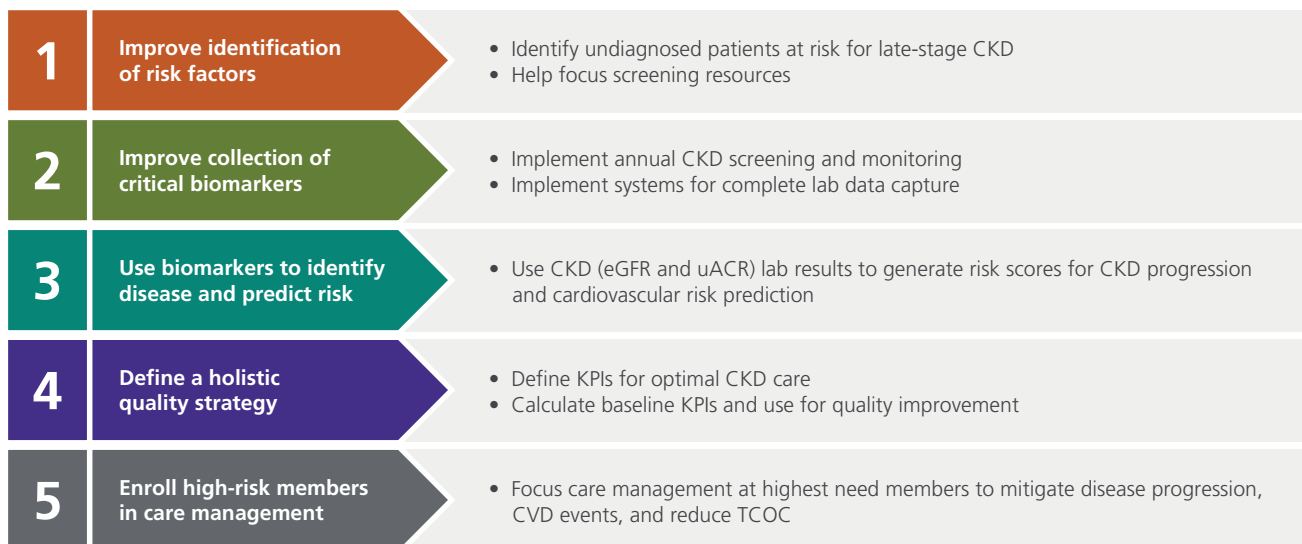 1
Improve identification
of risk factors
• Identify undiagnosed patients at risk for late-stage CKD
• Help focus screening resources
2
Improve collection of
critical biomarkers
• Implement annual CKD screening and monitoring
• Implement systems for complete lab data capture
3
Use biomarkers to identify
disease and predict risk
• Use CKD (eGFR and uACR) lab results to generate risk scores for CKD progression
and cardiovascular risk prediction
4
Define a holistic
quality strategy
• Define KPIs for optimal CKD care
• Calculate baseline KPIs and use for quality improvement
5
Enroll high-risk members
in care management
• Focus care management at highest need members to mitigate disease progression,
CVD events, and reduce TCOC